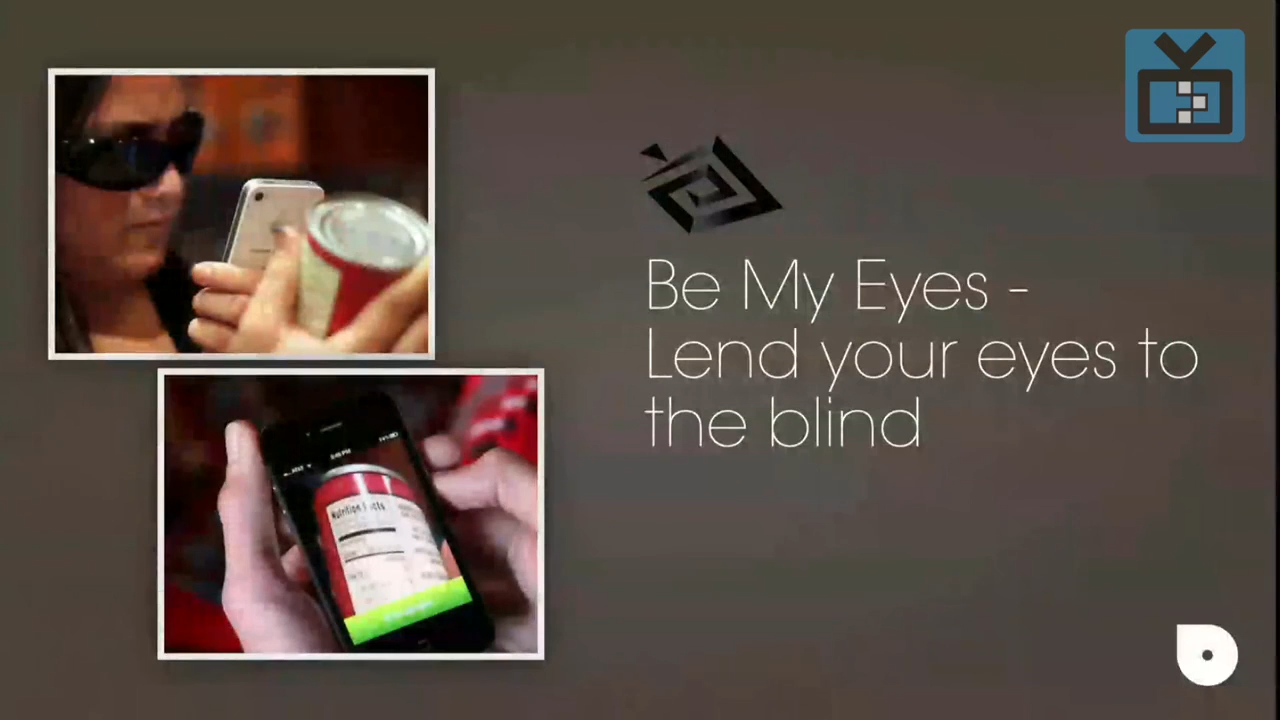 Be My Eyes -
Lend your eyes to
the blind
Nutrition Facts